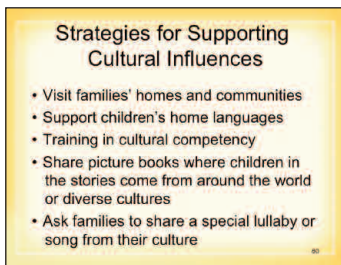 Strategies for Supporting
Cultural Influences
• Visit families' homes and communities
• Support children's home languages
• Training in cultural competency
• Share picture books where children in
the stories come from around the world
or diverse cultures
• Ask families to share a special lullaby or
song from their culture
60